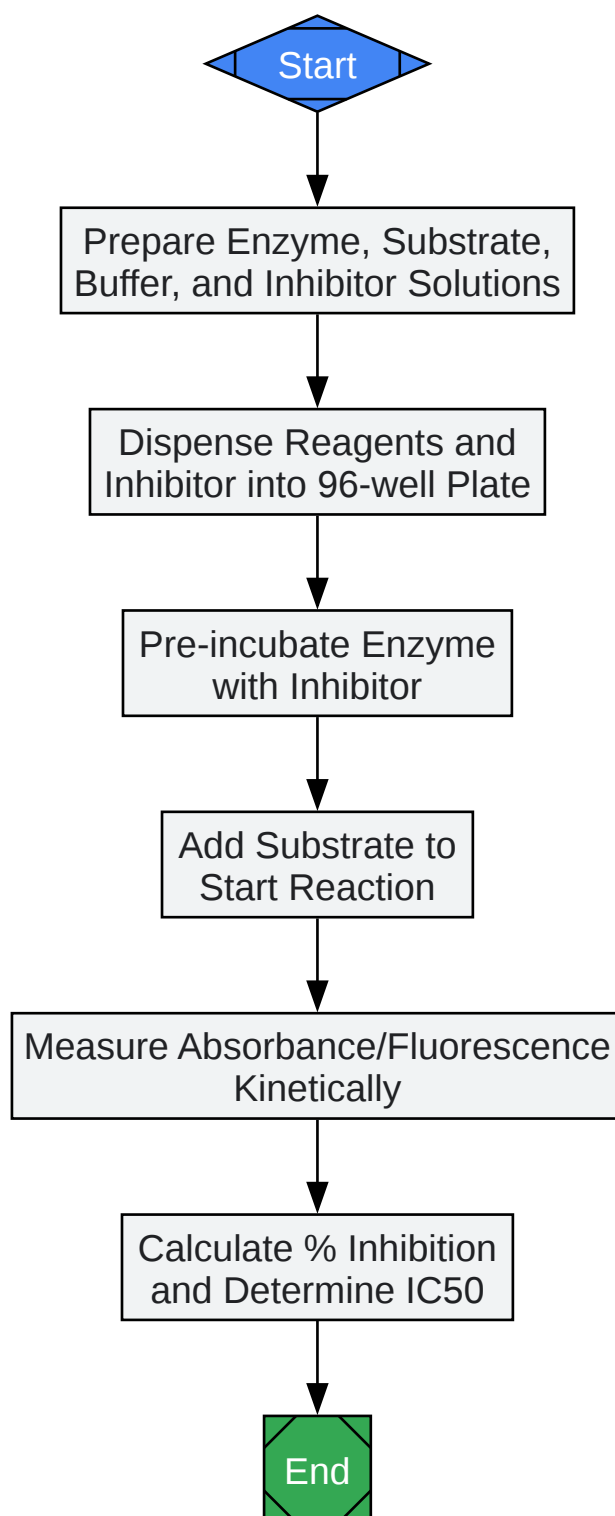 Start
Prepare Enzyme, Substrate,
Buffer, and Inhibitor Solutions
Dispense Reagents and
Inhibitor into 96-well Plate
Pre-incubate Enzyme
with Inhibitor
Add Substrate to
Start Reaction
Measure Absorbance/Fluorescence
Kinetically
Calculate % Inhibition
and Determine IC50
End